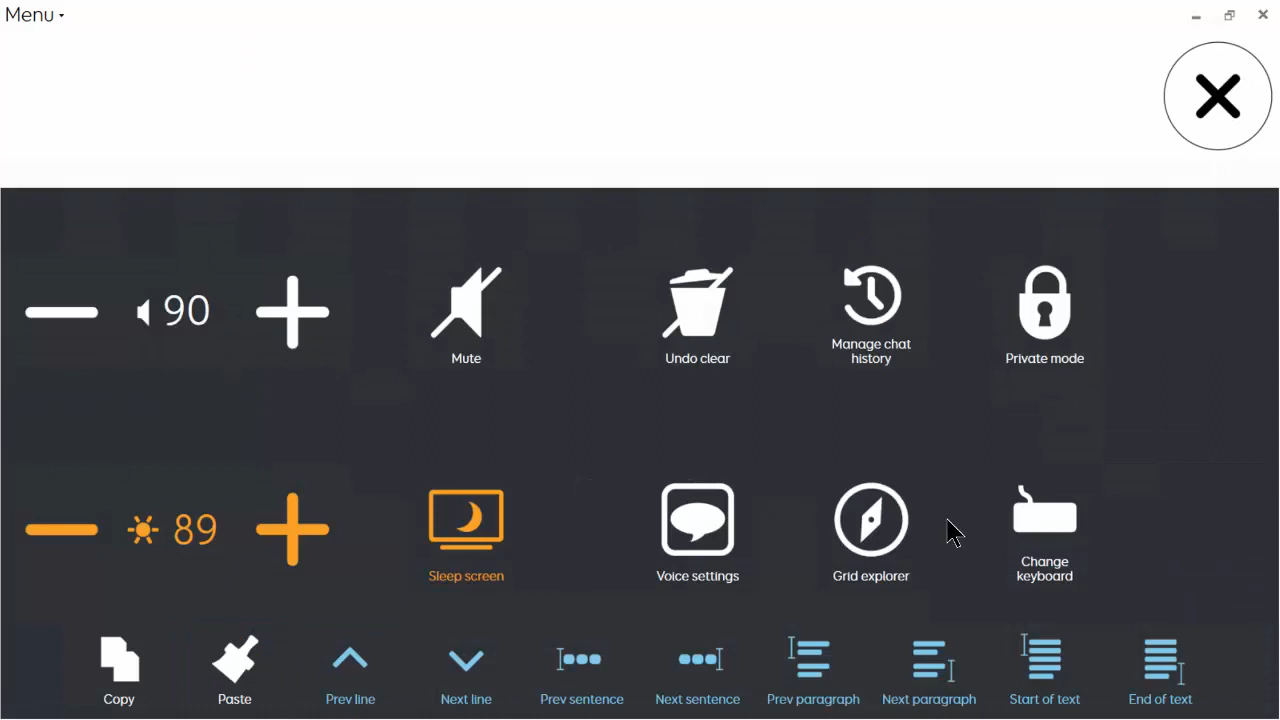 Menu
90
Mute
Undo clear
Manage chat
history
Private mode
89
Sleep screen
Voice settings
Grid explorer
Change
keyboard
Copy
Paste
Prev line
Next line
Prev sentence
Next sentence
Prev paragraph
Next paragraph
Start of text
End of text